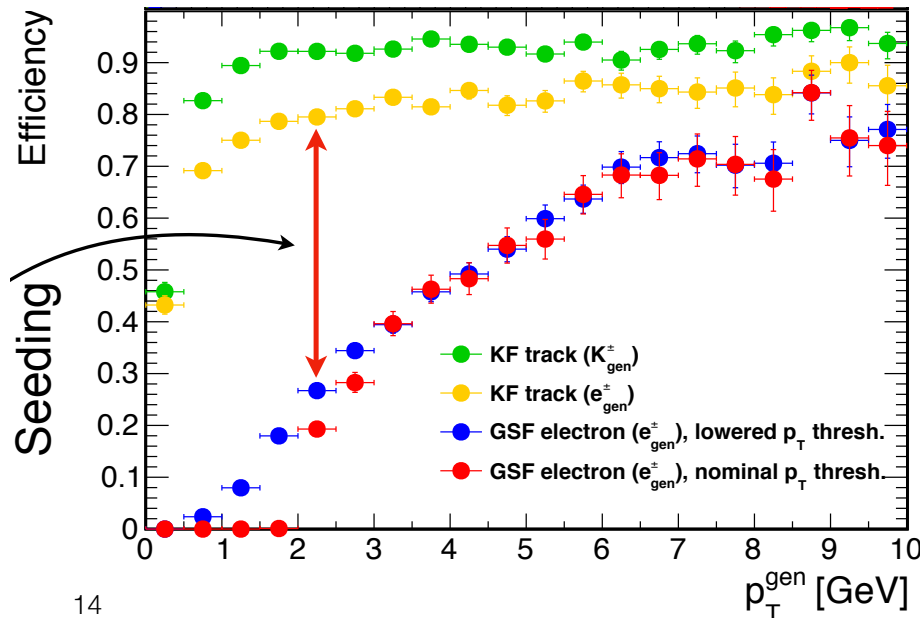 Efficiency
Seeding
0.9
0.8
0.7
0.6
0.5
0.4
0.3
0.2
0.1
0
KF track (K±gen)
KF track (e±gen)
GSF electron (e±gen), lowered pT thresh.
GSF electron (e±gen), nominal pT thresh.
0 1 2 3 4 5 6 7 8 9 10
pTgen [GeV]
14